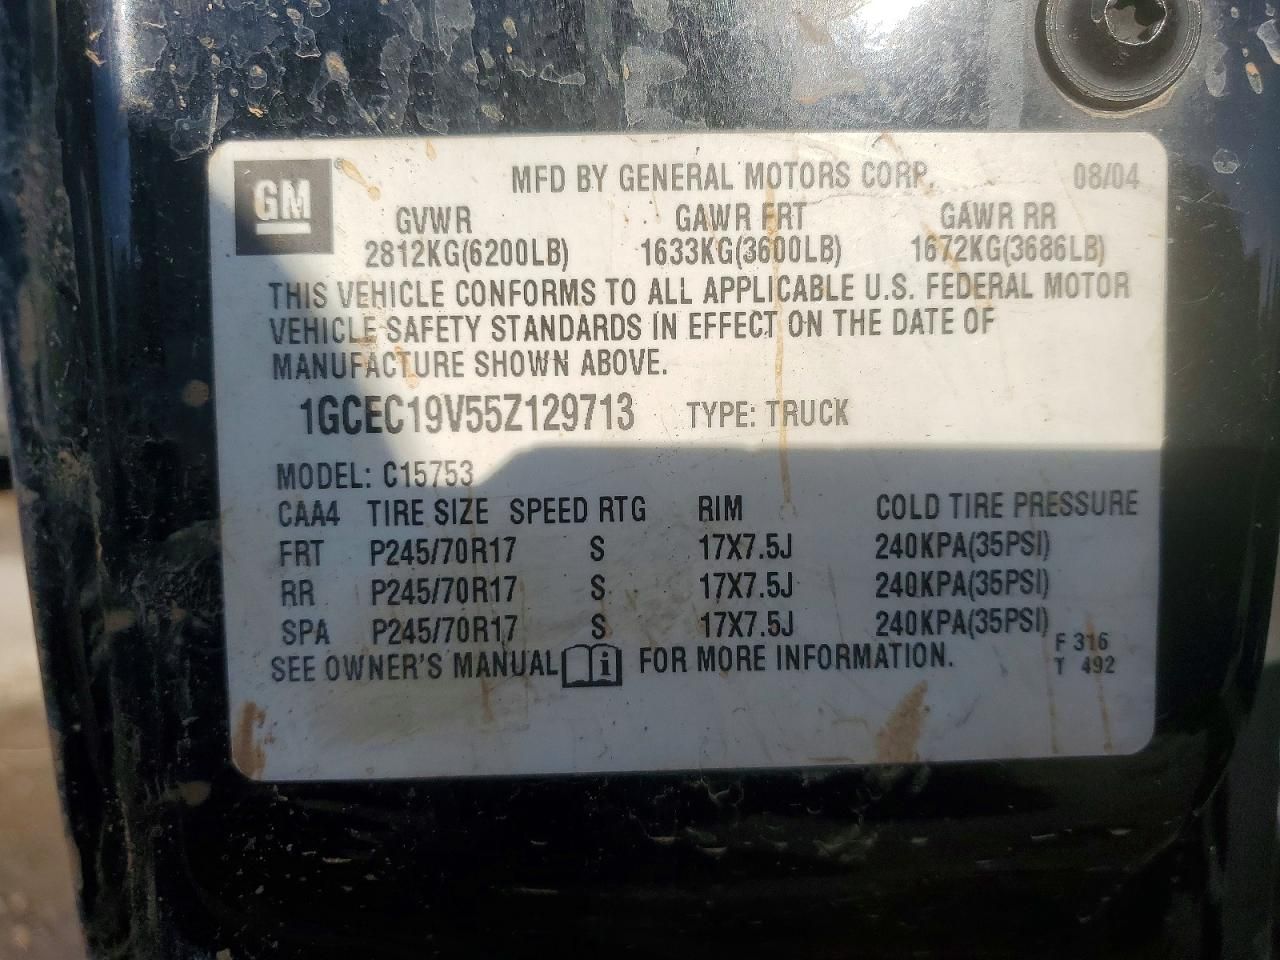 GM
MFD BY GENERAL MOTORS CORP. 08/04
GVWR GAWR FRT GAWR RR
2812KG(6200LB) 1633KG(3600LB) 1672KG(3686LB)
THIS VEHICLE CONFORMS TO ALL APPLICABLE U.S. FEDERAL MOTOR
VEHICLE SAFETY STANDARDS IN EFFECT ON THE DATE OF
MANUFACTURE SHOWN ABOVE.
1GCEC19V55Z129713 TYPE: TRUCK
MODEL: C15753
CAA4 TIRE SIZE SPEED RTG RIM COLD TIRE PRESSURE
FRT P245/70R17 S 17X7.5J 240KPA(35PSI)
RR P245/70R17 S 17X7.5J 240KPA(35PSI)
SPA P245/70R17 S 17X7.5J 240KPA(35PSI)
SEE OWNER'S MANUAL i FOR MORE INFORMATION.
F 316
T 492